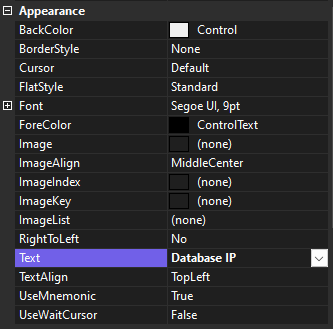 Appearance
BackColor Control
BorderStyle None
Cursor Default
FlatStyle Standard
Font Segoe UI, 9pt
ForeColor ControlText
Image (none)
ImageAlign MiddleCenter
ImageIndex (none)
ImageKey (none)
ImageList (none)
RightToLeft No
Text Database IP
TextAlign TopLeft
UseMnemonic True
UseWaitCursor False